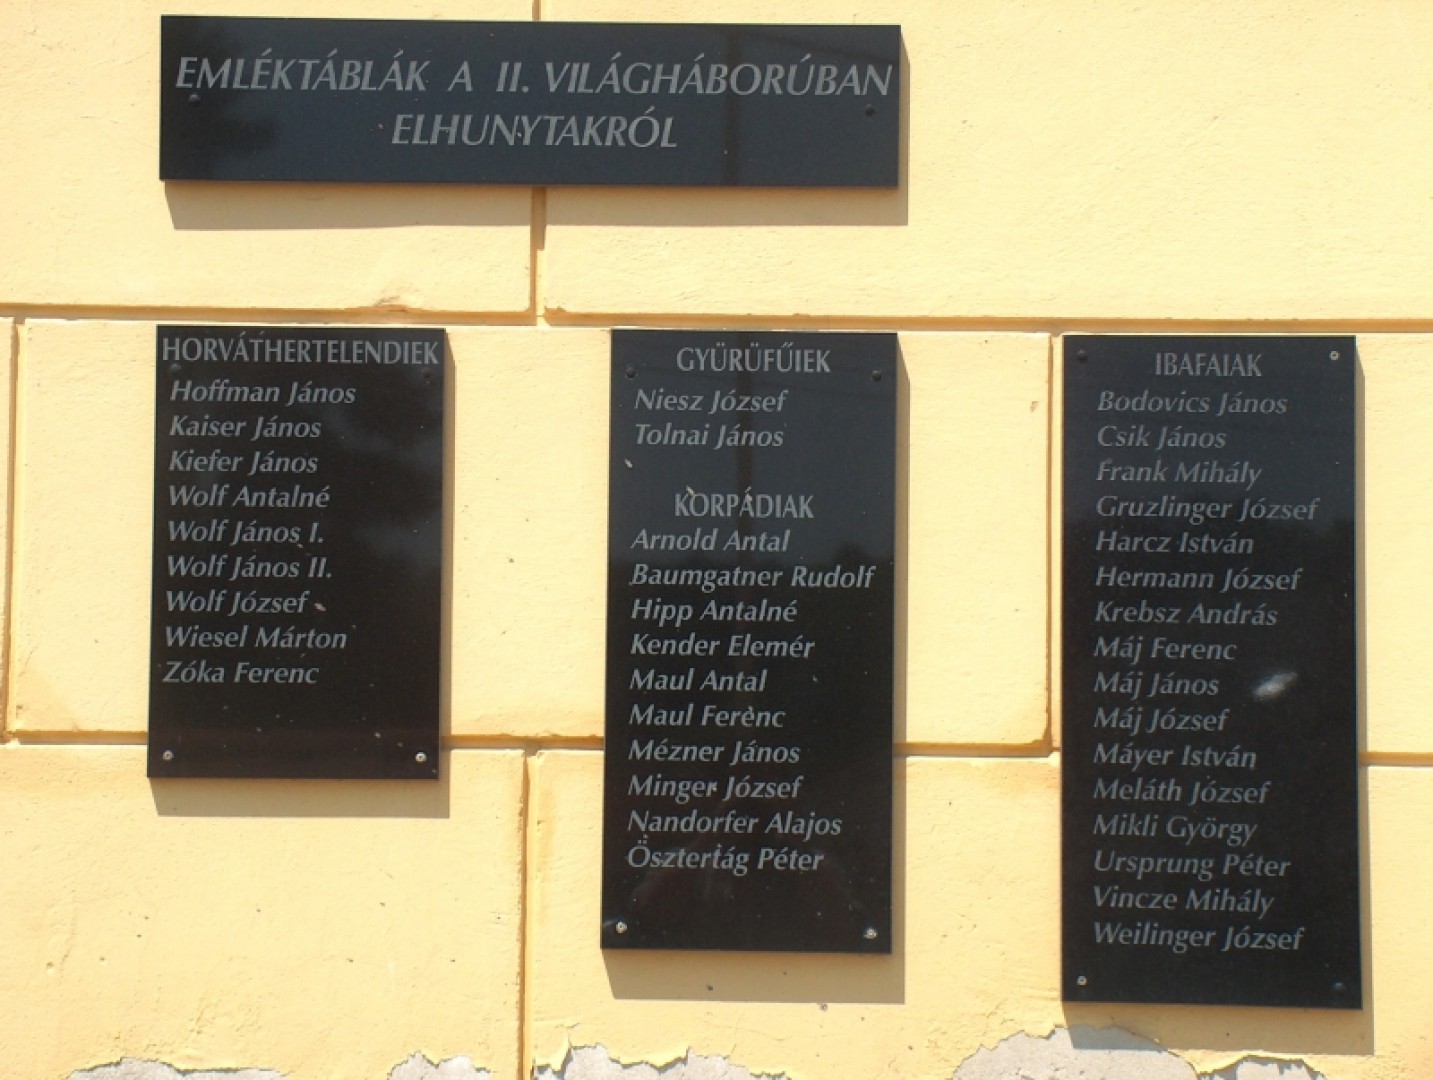 EMLÉKTÁBLÁK A II. VILÁGHÁBORÚBAN
ELHUNYTAKRÓL
HORVÁTHERTELENDIEK
Hoffman János
Kaiser János
Kiefer János
Wolf Antalné
Wolf János I.
Wolf János II.
Wolf József
Wiesel Márton
Zóka Ferenc
GYÜRÜFŰIEK
Niesz József
Tolnai János
KORPÁDIAK
Arnold Antal
Baumgatner Rudolf
Hipp Antalné
Kender Elemér
Maul Antal
Maul Ferenc
Mézner János
Minger József
Nandorfer Alajos
Ösztertág Péter
IBAFAIAK
Bodovics János
Csik János
Frank Mihály
Gruzlinger József
Harcz István
Hermann József
Krebsz András
Máj Ferenc
Máj János
Máj József
Máyer István
Meláth József
Mikli György
Ursprung Péter
Vincze Mihály
Weilinger József